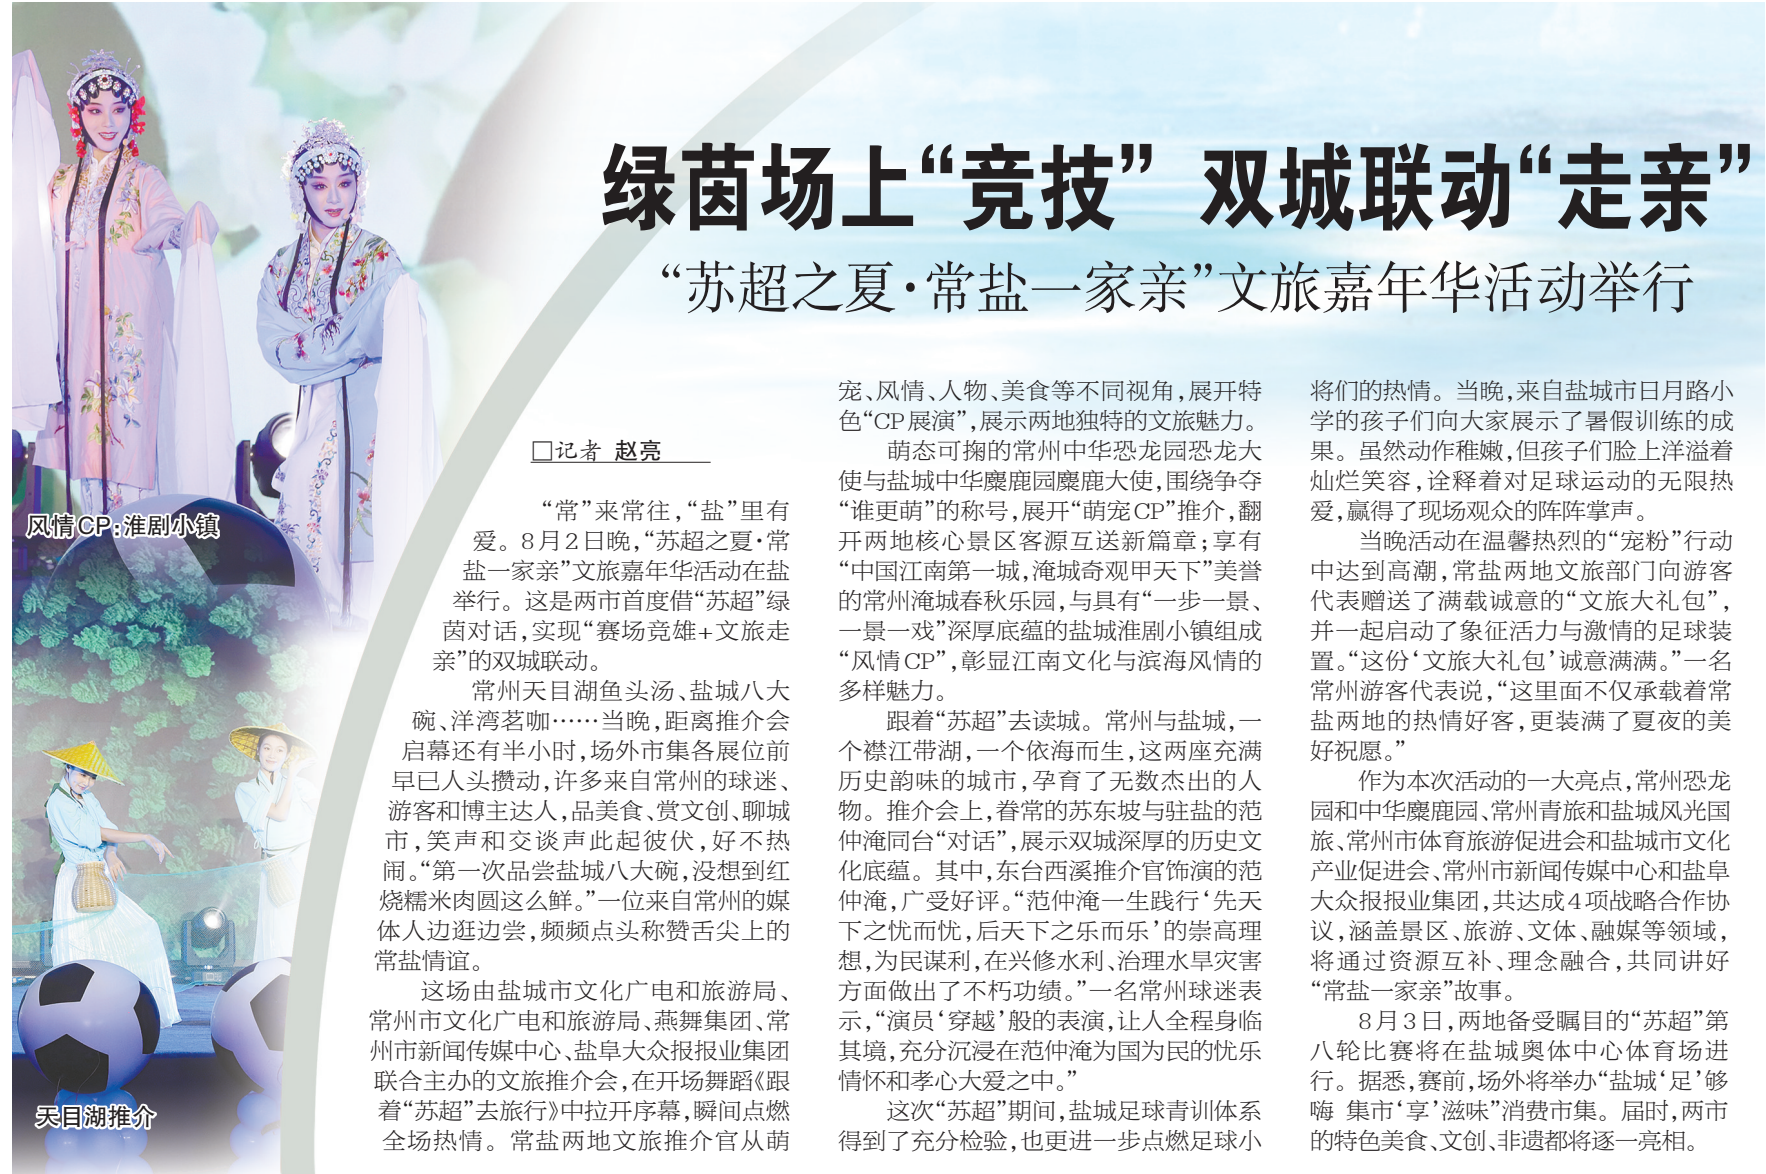 绿茵场上“竞技” 双城联动“走亲”
“苏超之夏·常盐一家亲”文旅嘉年华活动举行
□记者 赵亮
“常”来常往，“盐”里有
爱。8月2日晚，“苏超之夏·常
盐一家亲”文旅嘉年华活动在盐
举行。这是两市首度借“苏超”绿
茵对话，实现“赛场竞雄+文旅走
亲”的双城联动。
常州天目湖鱼头汤、盐城八大
碗、洋湾茗咖……当晚，距离推介会
启幕还有半小时，场外市集各展位前
早已人头攒动，许多来自常州的球迷、
游客和博主达人，品美食、赏文创、聊城
市，笑声和交谈声此起彼伏，好不热
闹。“第一次品尝盐城八大碗，没想到红
烧糯米肉圆这么鲜。”一位来自常州的媒
体人边逛边尝，频频点头称赞舌尖上的
常盐情谊。
这场由盐城市文化广电和旅游局、
常州市文化广电和旅游局、燕舞集团、常
州市新闻传媒中心、盐阜大众报报业集团
联合主办的文旅推介会，在开场舞蹈《跟
着“苏超”去旅行》中拉开序幕，瞬间点燃
全场热情。常盐两地文旅推介官从萌
宠、风情、人物、美食等不同视角，展开特
色“CP展演”，展示两地独特的文旅魅力。
萌态可掬的常州中华恐龙园恐龙大
使与盐城中华麋鹿园麋鹿大使，围绕争夺
“谁更萌”的称号，展开“萌宠CP”推介，翻
开两地核心景区客源互送新篇章；享有
“中国江南第一城，淹城奇观甲天下”美誉
的常州淹城春秋乐园，与具有“一步一景、
一景一戏”深厚底蕴的盐城淮剧小镇组成
“风情CP”，彰显江南文化与滨海风情的
多样魅力。
跟着“苏超”去读城。常州与盐城，一
个襟江带湖，一个依海而生，这两座充满
历史韵味的城市，孕育了无数杰出的人
物。推介会上，眷常的苏东坡与驻盐的范
仲淹同台“对话”，展示双城深厚的历史文
化底蕴。其中，东台西溪推介官饰演的范
仲淹，广受好评。“范仲淹一生践行‘先天
下之忧而忧，后天下之乐而乐’的崇高理
想，为民谋利，在兴修水利、治理水旱灾害
方面做出了不朽功绩。”一名常州球迷表
示，“演员‘穿越’般的表演，让人全程身临
其境，充分沉浸在范仲淹为国为民的忧乐
情怀和孝心大爱之中。”
这次“苏超”期间，盐城足球青训体系
得到了充分检验，也更进一步点燃足球小
将们的热情。当晚，来自盐城市日月路小
学的孩子们向大家展示了暑假训练的成
果。虽然动作稚嫩，但孩子们脸上洋溢着
灿烂笑容，诠释着对足球运动的无限热
爱，赢得了现场观众的阵阵掌声。
当晚活动在温馨热烈的“宠粉”行动
中达到高潮，常盐两地文旅部门向游客
代表赠送了满载诚意的“文旅大礼包”，
并一起启动了象征活力与激情的足球装
置。“这份‘文旅大礼包’诚意满满。”一名
常州游客代表说，“这里面不仅承载着常
盐两地的热情好客，更装满了夏夜的美
好祝愿。”
作为本次活动的一大亮点，常州恐龙
园和中华麋鹿园、常州青旅和盐城风光国
旅、常州市体育旅游促进会和盐城市文化
产业促进会、常州市新闻传媒中心和盐阜
大众报报业集团，共达成4项战略合作协
议，涵盖景区、旅游、文体、融媒等领域，
将通过资源互补、理念融合，共同讲好
“常盐一家亲”故事。
8月3日，两地备受瞩目的“苏超”第
八轮比赛将在盐城奥体中心体育场进
行。据悉，赛前，场外将举办“盐城‘足’够
嗨 集市‘享’滋味”消费市集。届时，两市
的特色美食、文创、非遗都将逐一亮相。
风情CP：淮剧小镇
天目湖推介